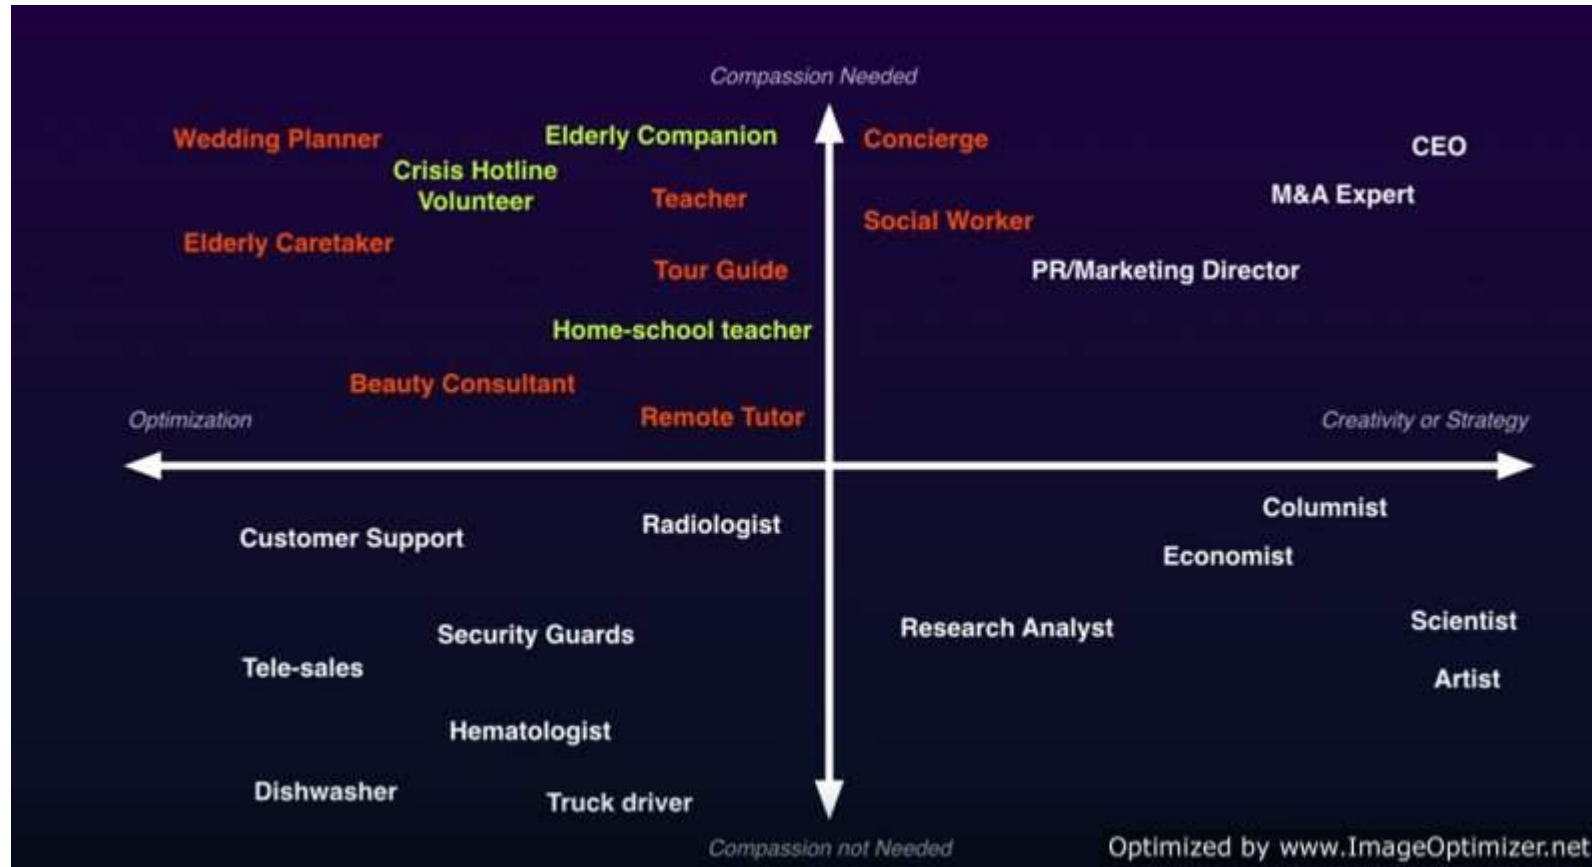 Compassion Needed
Wedding Planner
Elderly Companion
Concierge
CEO
Crisis Hotline
Volunteer
Teacher
M&A Expert
Elderly Caretaker
Social Worker
Tour Guide
PR/Marketing Director
Home-school teacher
Beauty Consultant
Remote Tutor
Optimization
Creativity or Strategy
Customer Support
Radiologist
Columnist
Economist
Security Guards
Research Analyst
Scientist
Tele-sales
Artist
Hematologist
Dishwasher
Truck driver
Compassion not Needed
Optimized by www.ImageOptimizer.net